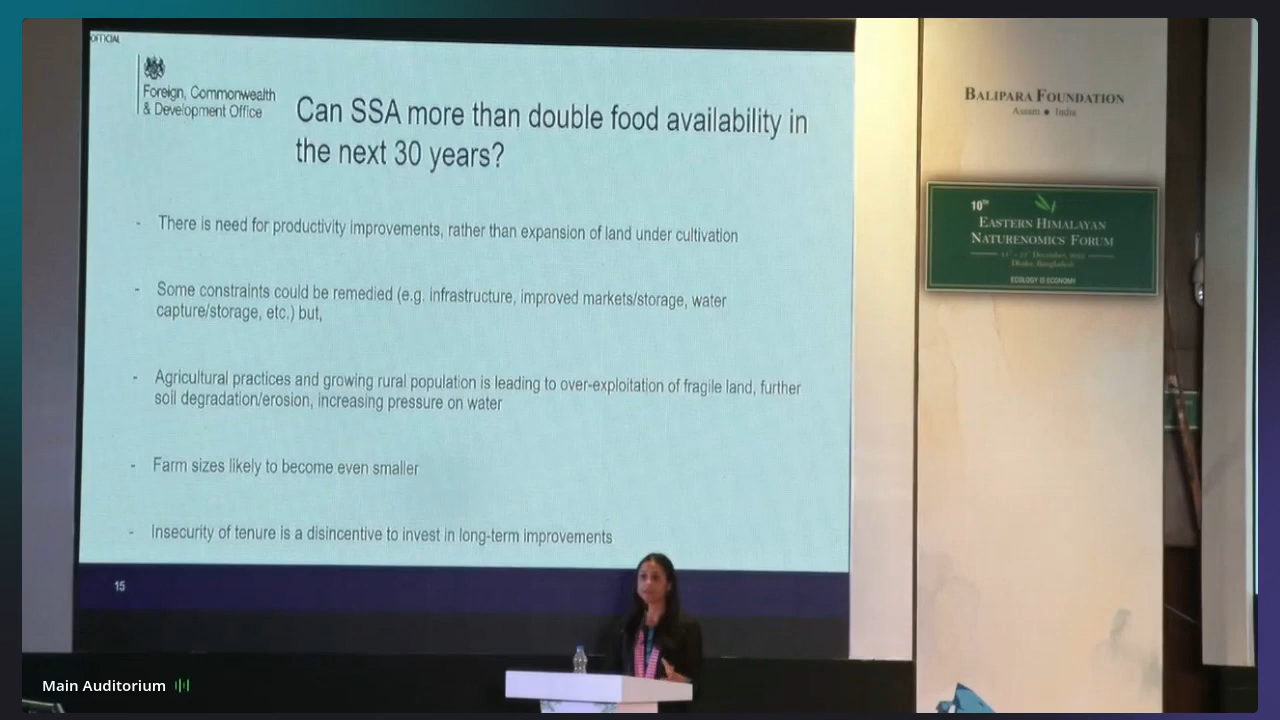 OFFICIAL
Foreign, Commonwealth
& Development Office
Can SSA more than double food availability in
the next 30 years?
- There is need for productivity improvements, rather than expansion of land under cultivation
- Some constraints could be remedied (e.g. infrastructure, improved markets/storage, water
capture/storage, etc.) but,
- Agricultural practices and growing rural population is leading to over-exploitation of fragile land, further
soil degradation/erosion, increasing pressure on water
- Farm sizes likely to become even smaller
- Insecurity of tenure is a disincentive to invest in long-term improvements
15
BALIPARA FOUNDATION
Assam ● India
10TH
EASTERN HIMALAYAN
NATURENOMICS FORUM
December,
Dhaka, Bangladesh
ECOLOGY IS ECONOMY
Main Auditorium